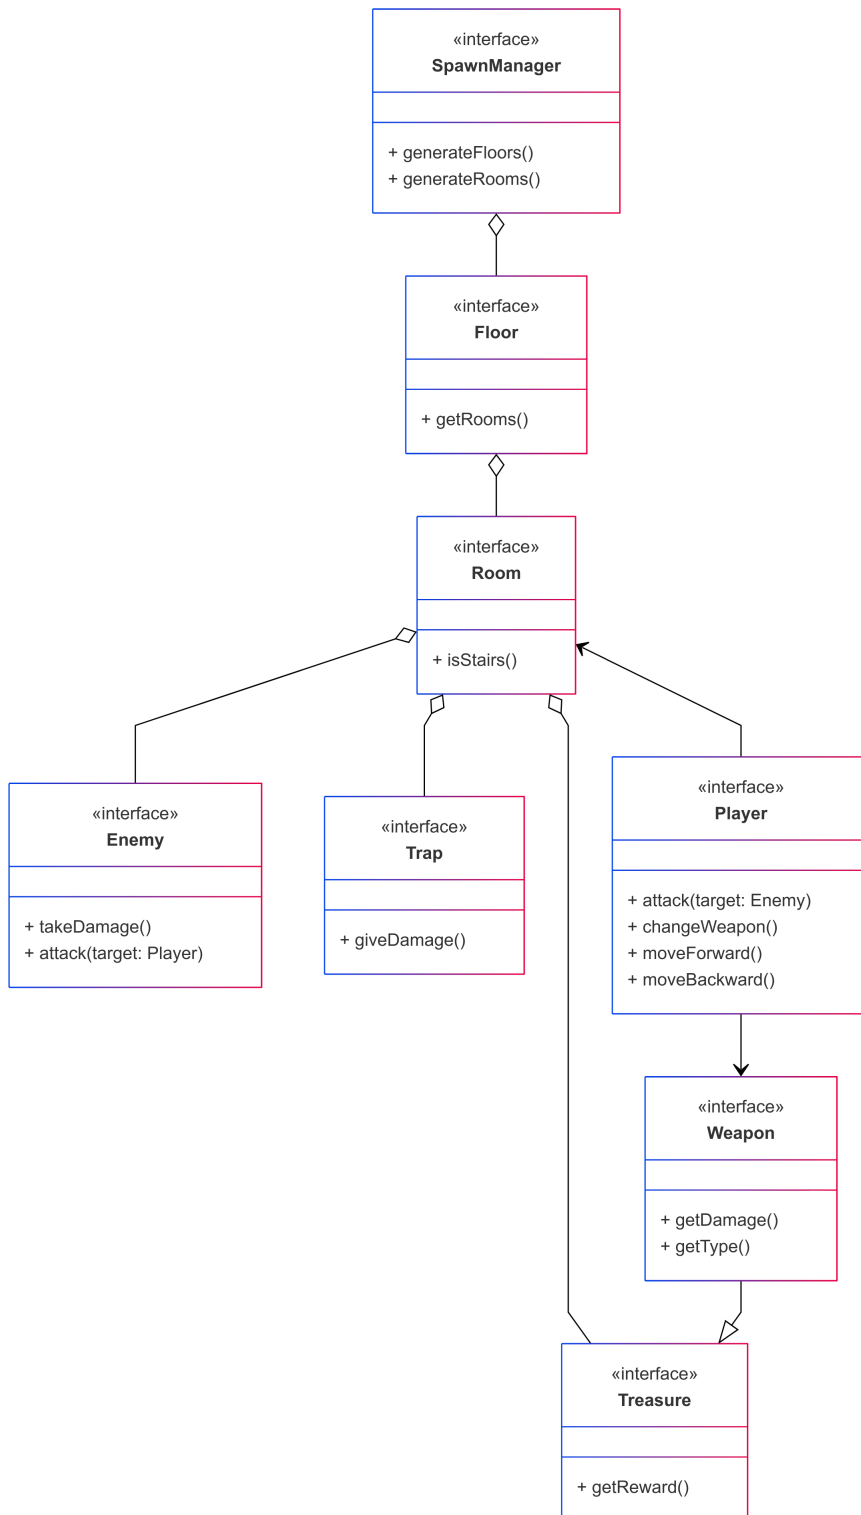 «interface»
SpawnManager
+ generateFloors()
+ generateRooms()
«interface»
Floor
+ getRooms()
«interface»
Room
+ isStairs()
«interface»
Enemy
+ takeDamage()
+ attack(target: Player)
«interface»
Trap
+ giveDamage()
«interface»
Player
+ attack(target: Enemy)
+ changeWeapon()
+ moveForward()
+ moveBackward()
«interface»
Weapon
+ getDamage()
+ getType()
«interface»
Treasure
+ getReward()